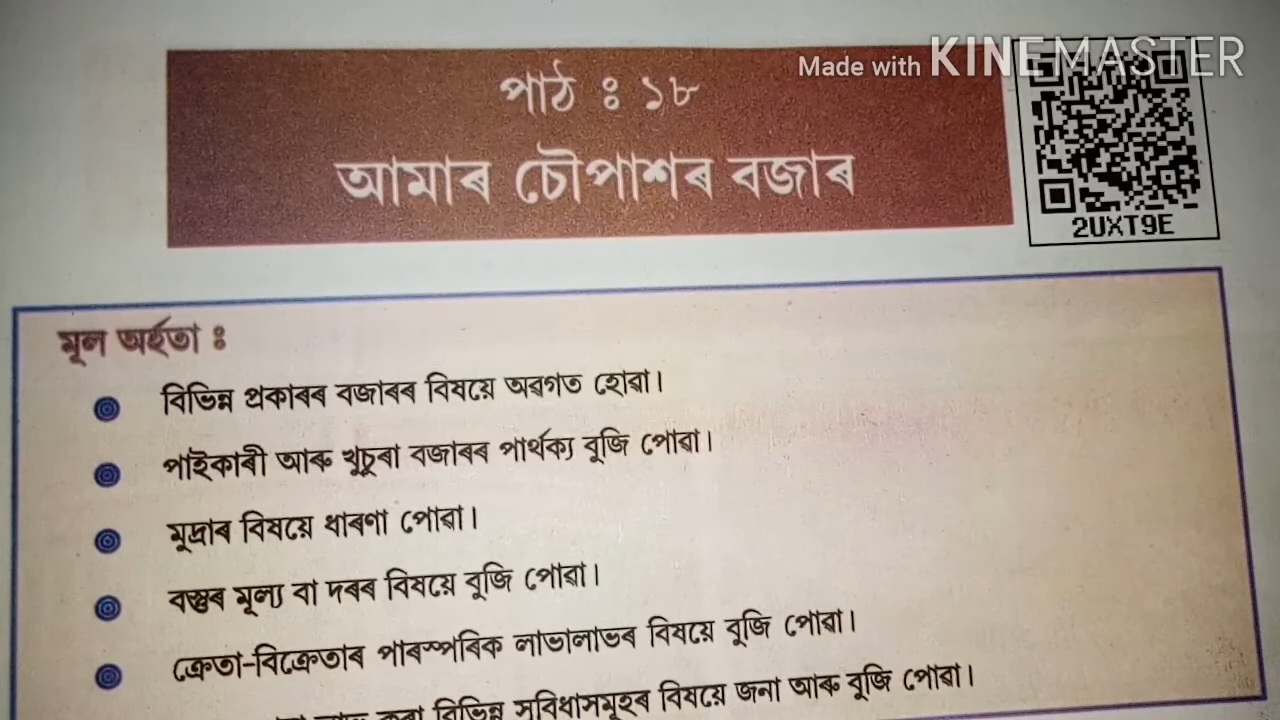 Made with KINEMASTER
পাঠ ঃ ১৮
আমাৰ চৌপাশৰ বজাৰ
2UXT9E
মূল অৰ্হতা ঃ
বিভিন্ন প্ৰকাৰৰ বজাৰৰ বিষয়ে অৱগত হোৱা।
পাইকাৰী আৰু খুচুৰা বজাৰৰ পাৰ্থক্য বুজি পোৱা।
মুদ্ৰাৰ বিষয়ে ধাৰণা পোৱা।
বস্তুৰ মূল্য বা দৰৰ বিষয়ে বুজি পোৱা।
ক্ৰেতা-বিক্ৰেতাৰ পাৰস্পৰিক লাভালাভৰ বিষয়ে বুজি পোৱা।
কৰা বিভিন্ন সুবিধাসমূহৰ বিষয়ে জনা আৰু বুজি পোৱা।